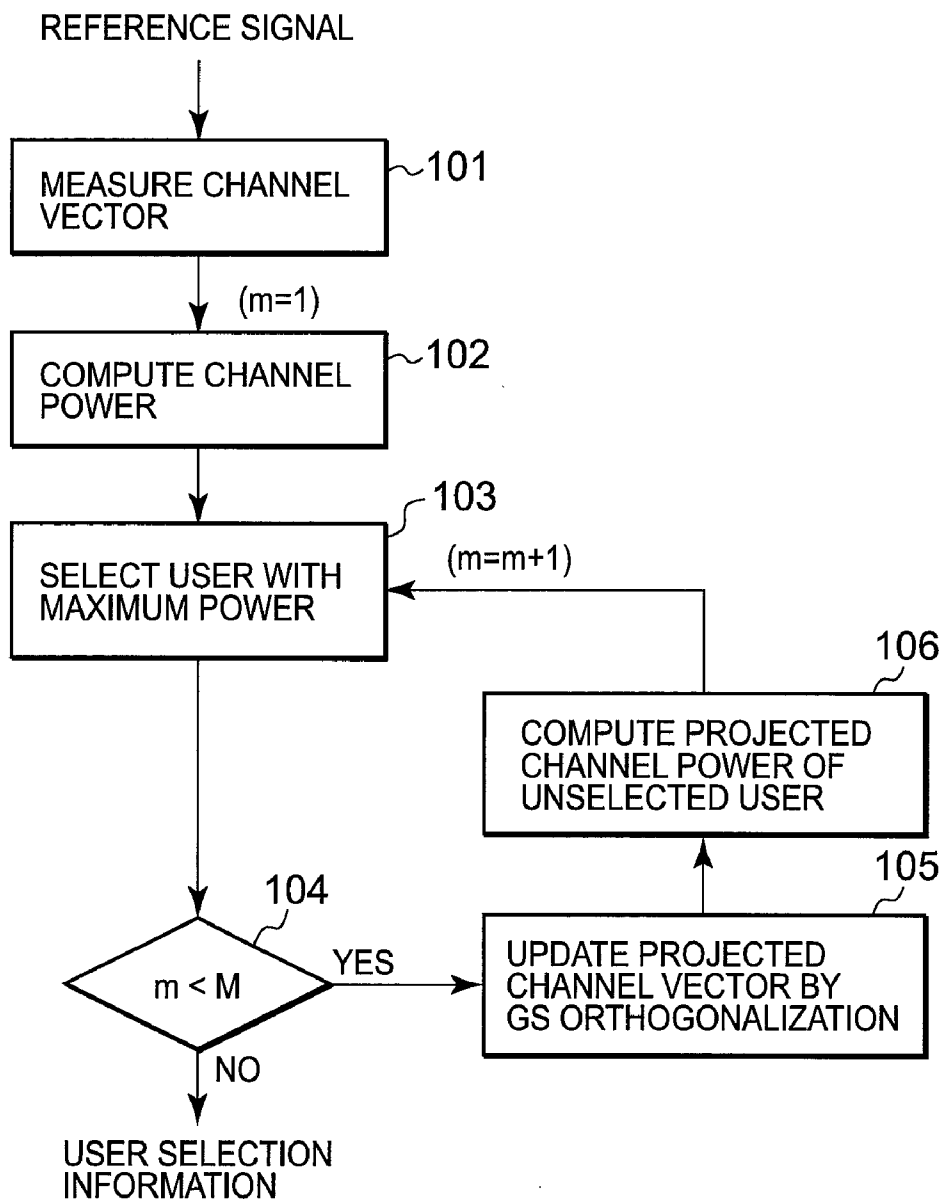 REFERENCE SIGNAL
MEASURE CHANNEL
VECTOR
101
(m=1)
COMPUTE CHANNEL
POWER
102
103
SELECT USER WITH
MAXIMUM POWER
(m=m+1)
106
COMPUTE PROJECTED
CHANNEL POWER OF
UNSELECTED USER
105
UPDATE PROJECTED
CHANNEL VECTOR BY
GS ORTHOGONALIZATION
104
m < M
YES
NO
USER SELECTION
INFORMATION